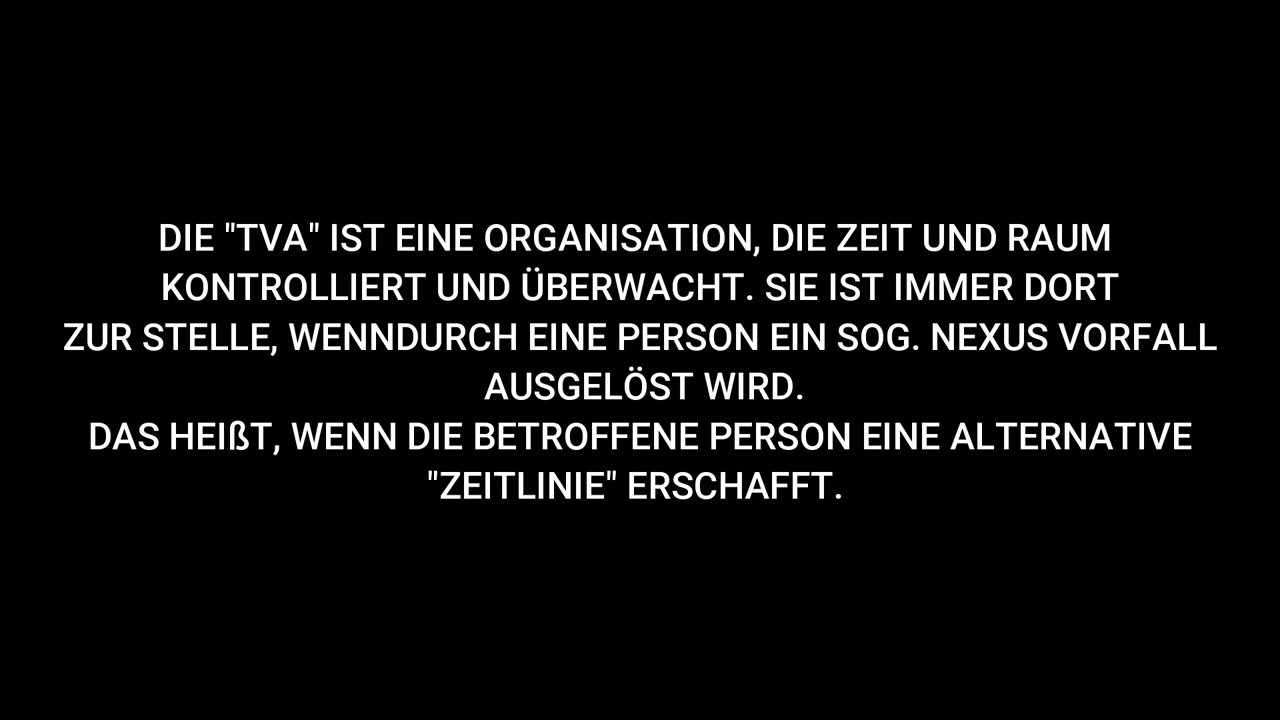 DIE "TVA" IST EINE ORGANISATION, DIE ZEIT UND RAUM
KONTROLLIERT UND ÜBERWACHT. SIE IST IMMER DORT
ZUR STELLE, WENNDURCH EINE PERSON EIN SOG. NEXUS VORFALL
AUSGELÖST WIRD.
DAS HEIßT, WENN DIE BETROFFENE PERSON EINE ALTERNATIVE
"ZEITLINIE" ERSCHAFFT.